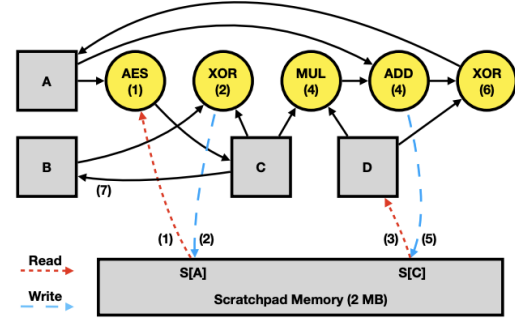 A
AES
(1)
XOR
(2)
MUL
(4)
ADD
(4)
XOR
(6)
B
(7)
C
D
(1)
(2)
(3)
(5)
Read
Write
S[A]
S[C]
Scratchpad Memory (2 MB)